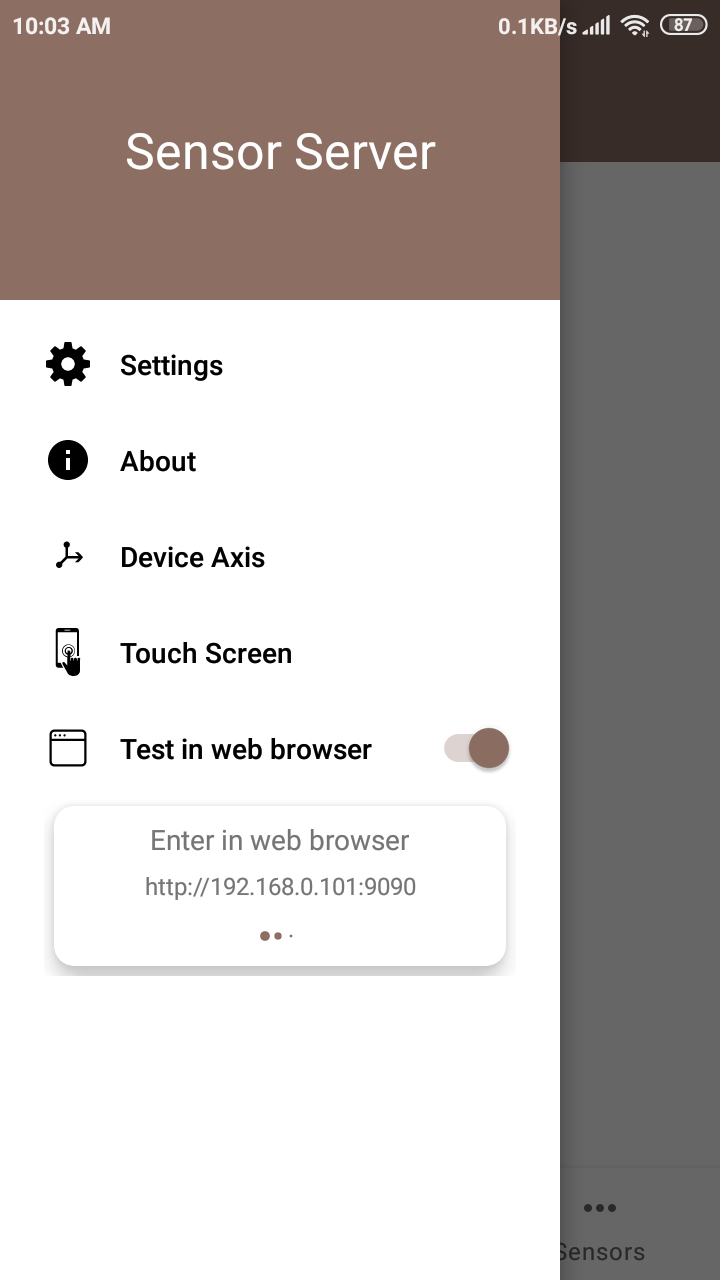 10:03 AM 0.1KB/s 87
Sensor Server
Settings
About
Device Axis
Touch Screen
Test in web browser
Enter in web browser
http://192.168.0.101:9090
Sensors